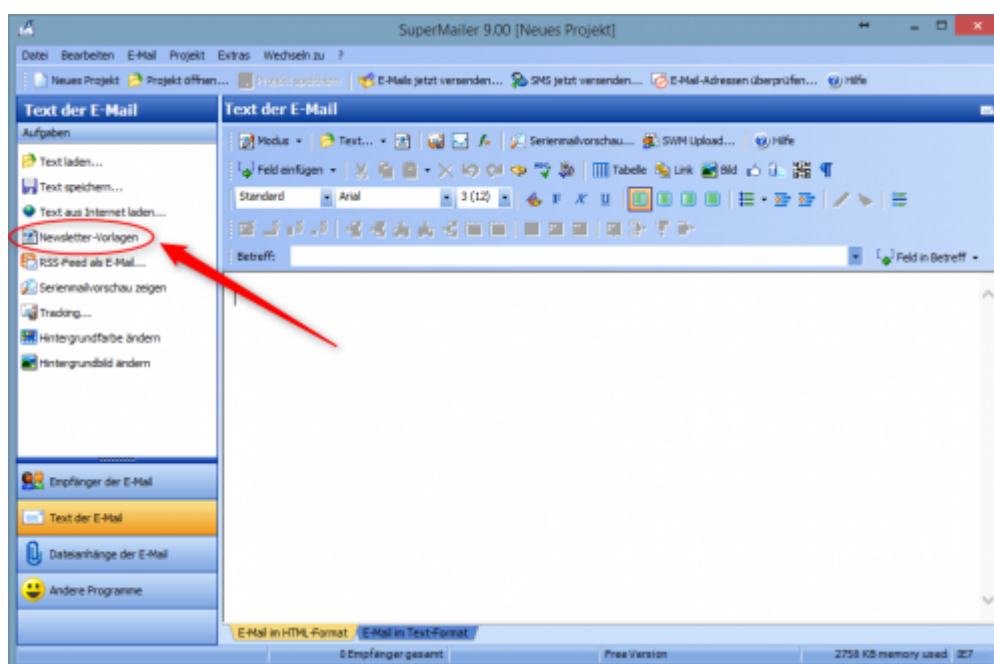 SuperMailer 9.00 [Neues Projekt]
Datei Bearbeiten E-Mail Projekt Extras Wechseln zu ?
Neues Projekt Projekt öffnen... Projekt speichern E-Mails jetzt versenden... SMS jetzt versenden.... E-Mail-Adressen überprüfen... Hilfe
Text der E-Mail
Text der E-Mail
Aufgaben
Modus Text... Serienmailvorschau... SWM Upload... Hilfe
Text laden...
Feld einfügen Tabelle Link Bild
Text speichern...
Standard Arial 3 (12) F K U
Text aus Internet laden...
Newsletter-Vorlagen
Betreff: Feld in Betreff
RSS-Feed als E-Mail...
Serienmailvorschau zeigen
Tracking....
Hintergrundfarbe ändern
Hintergrundbild ändern
Empfänger der E-Mail
Text der E-Mail
Dateianhänge der E-Mail
Andere Programme
E-Mail in HTML-Format E-Mail in Text-Format
0 Empfänger gesamt Free Version 2758 KB memory used IE7